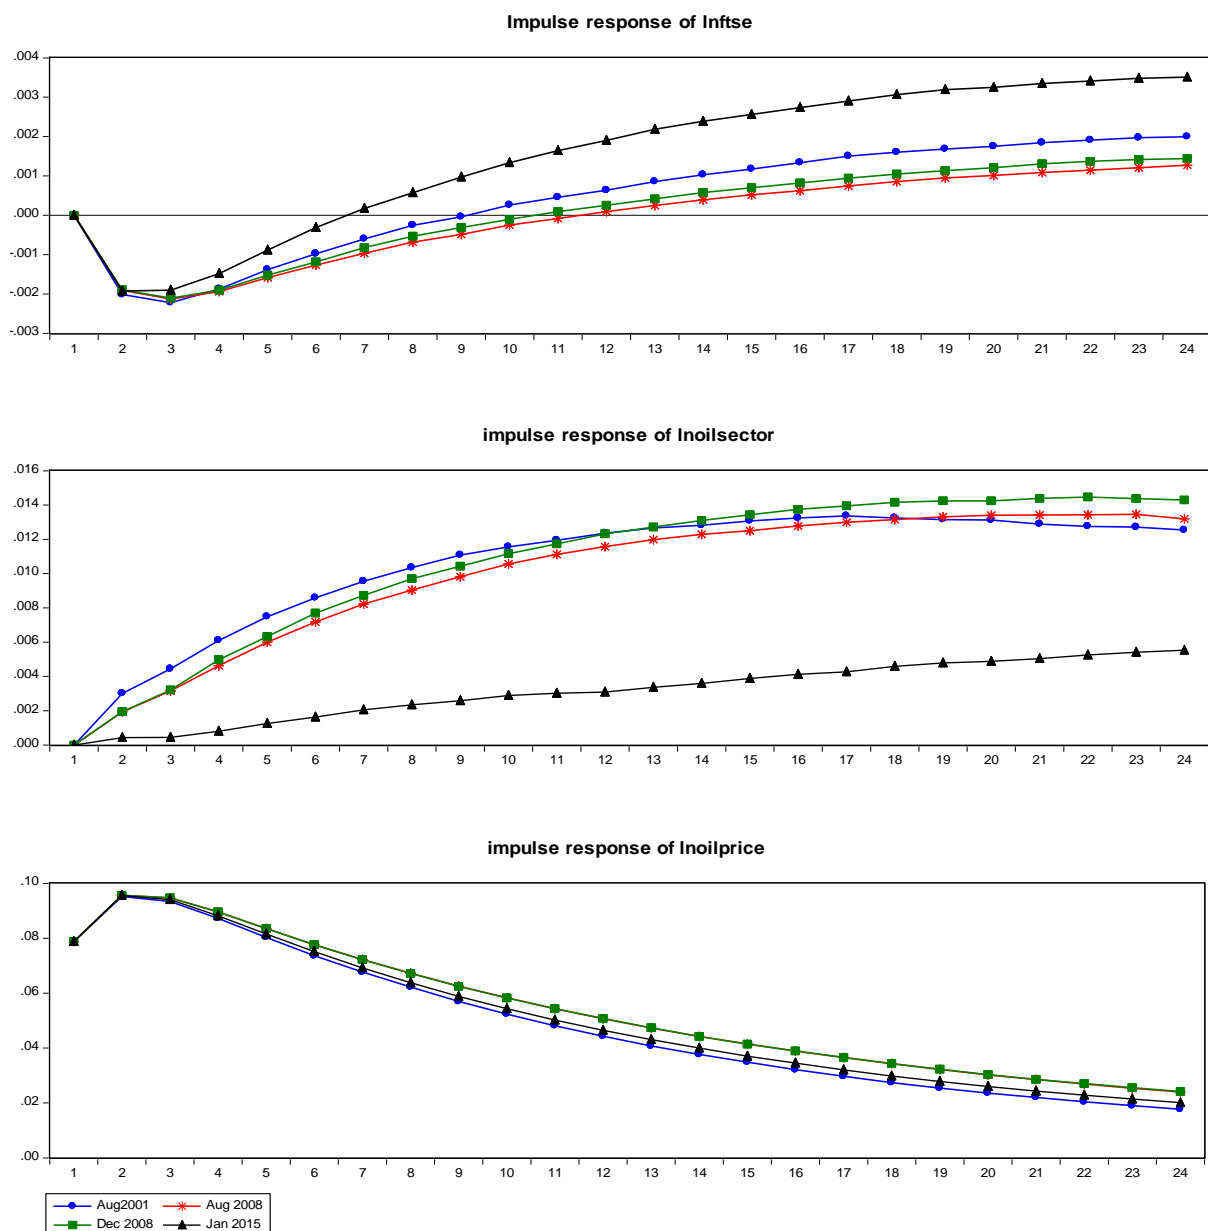 Impulse response of lnftse
.004
.003
.002
.001
.000
-.001
-.002
-.003
1 2 3 4 5 6 7 8 9 10 11 12 13 14 15 16 17 18 19 20 21 22 23 24
impulse response of lnoilsector
.016
.014
.012
.010
.008
.006
.004
.002
.000
1 2 3 4 5 6 7 8 9 10 11 12 13 14 15 16 17 18 19 20 21 22 23 24
impulse response of lnoilprice
.10
.08
.06
.04
.02
.00
1 2 3 4 5 6 7 8 9 10 11 12 13 14 15 16 17 18 19 20 21 22 23 24
Aug2001 Aug 2008
Dec 2008 Jan 2015